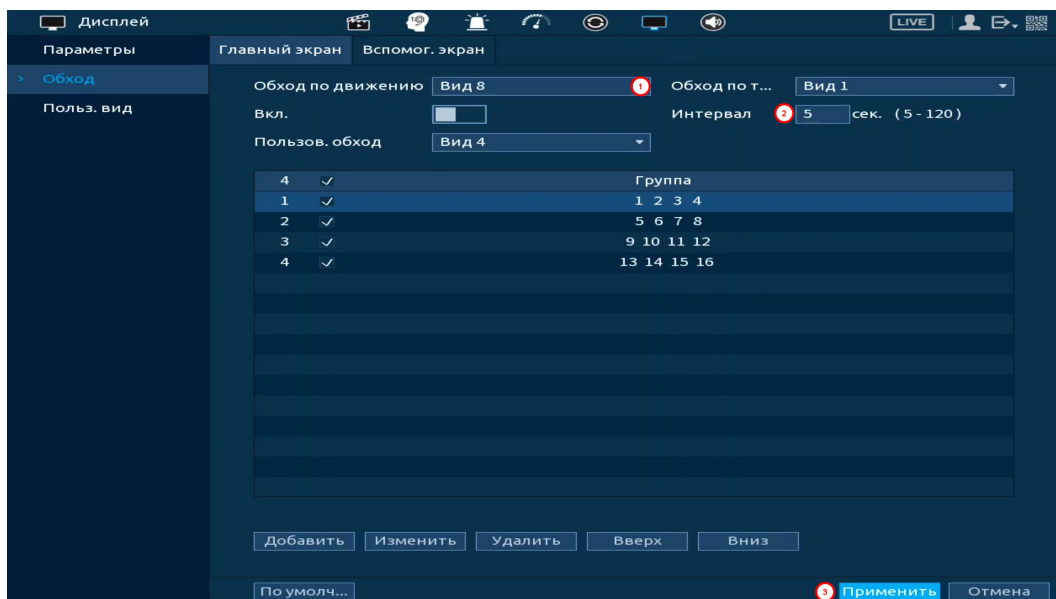 Дисплей LIVE
Параметры
Главный экран Вспомог. экран
Обход
Польз. вид
Обход по движению Вид 8 1 Обход по т... Вид 1
Вкл. Интервал 2 5 сек. (5-120)
Пользов. обход Вид 4
4 Группа
1 1 2 3 4
2 5 6 7 8
3 9 10 11 12
4 13 14 15 16
Добавить Изменить Удалить Вверх Вниз
По умолч... 3 Применить Отмена